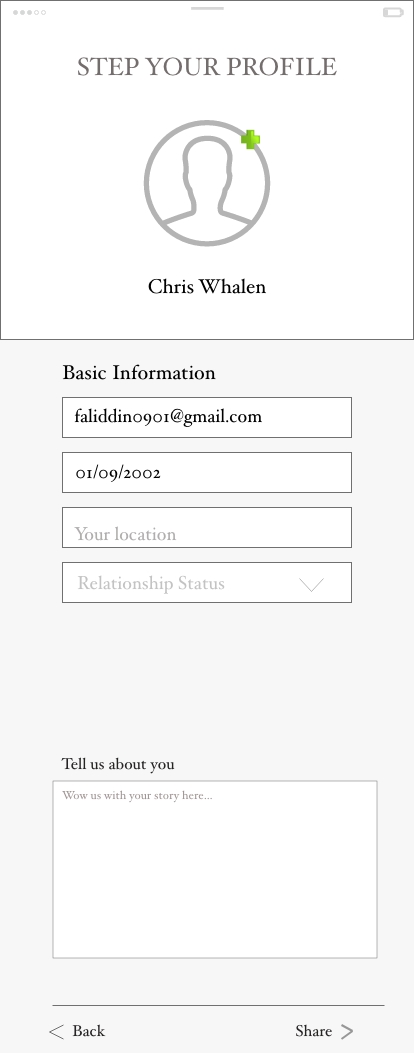 STEP YOUR PROFILE
Chris Whalen
Basic Information
faliddin0901@gmail.com
01/09/2002
Your location
Relationship Status
Tell us about you
Wow us with your story here...
Back
Share